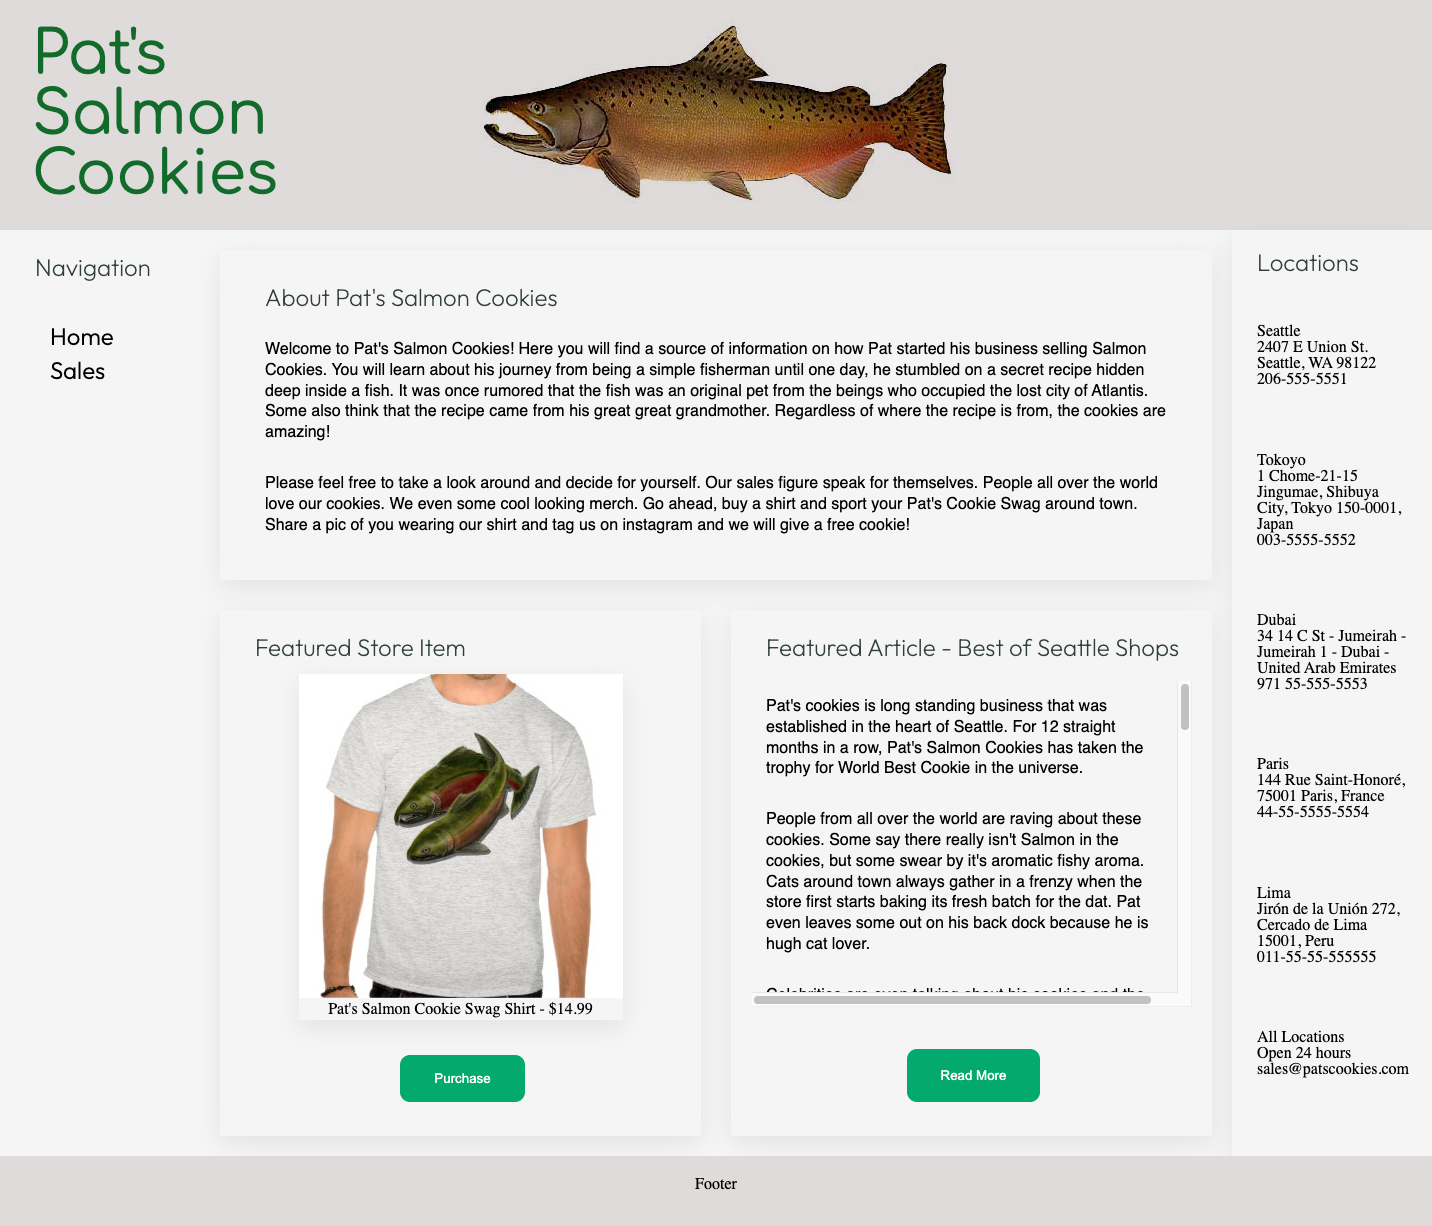 Pat's
Salmon
Cookies
Navigation
Home
Sales
About Pat's Salmon Cookies
Welcome to Pat's Salmon Cookies! Here you will find a source of information on how Pat started his business selling Salmon
Cookies. You will learn about his journey from being a simple fisherman until one day, he stumbled on a secret recipe hidden
deep inside a fish. It was once rumored that the fish was an original pet from the beings who occupied the lost city of Atlantis.
Some also think that the recipe came from his great great grandmother. Regardless of where the recipe is from, the cookies are
amazing!
Please feel free to take a look around and decide for yourself. Our sales figure speak for themselves. People all over the world
love our cookies. We even some cool looking merch. Go ahead, buy a shirt and sport your Pat's Cookie Swag around town.
Share a pic of you wearing our shirt and tag us on instagram and we will give a free cookie!
Featured Store Item
Pat's Salmon Cookie Swag Shirt - $14.99
Purchase
Featured Article - Best of Seattle Shops
Pat's cookies is long standing business that was
established in the heart of Seattle. For 12 straight
months in a row, Pat's Salmon Cookies has taken the
trophy for World Best Cookie in the universe.
People from all over the world are raving about these
cookies. Some say there really isn't Salmon in the
cookies, but some swear by it's aromatic fishy aroma.
Cats around town always gather in a frenzy when the
store first starts baking its fresh batch for the dat. Pat
even leaves some out on his back dock because he is
hugh cat lover.
Celebrities are even talking about his cookies and the
Read More
Locations
Seattle
2407 E Union St.
Seattle, WA 98122
206-555-5551
Tokoyo
1 Chome-21-15
Jingumae, Shibuya
City, Tokyo 150-0001,
Japan
003-5555-5552
Dubai
34 14 C St - Jumeirah -
Jumeirah 1 - Dubai -
United Arab Emirates
971 55-555-5553
Paris
144 Rue Saint-Honoré,
75001 Paris, France
44-55-5555-5554
Lima
Jirón de la Unión 272,
Cercado de Lima
15001, Peru
011-55-55-555555
All Locations
Open 24 hours
sales@patscookies.com
Footer